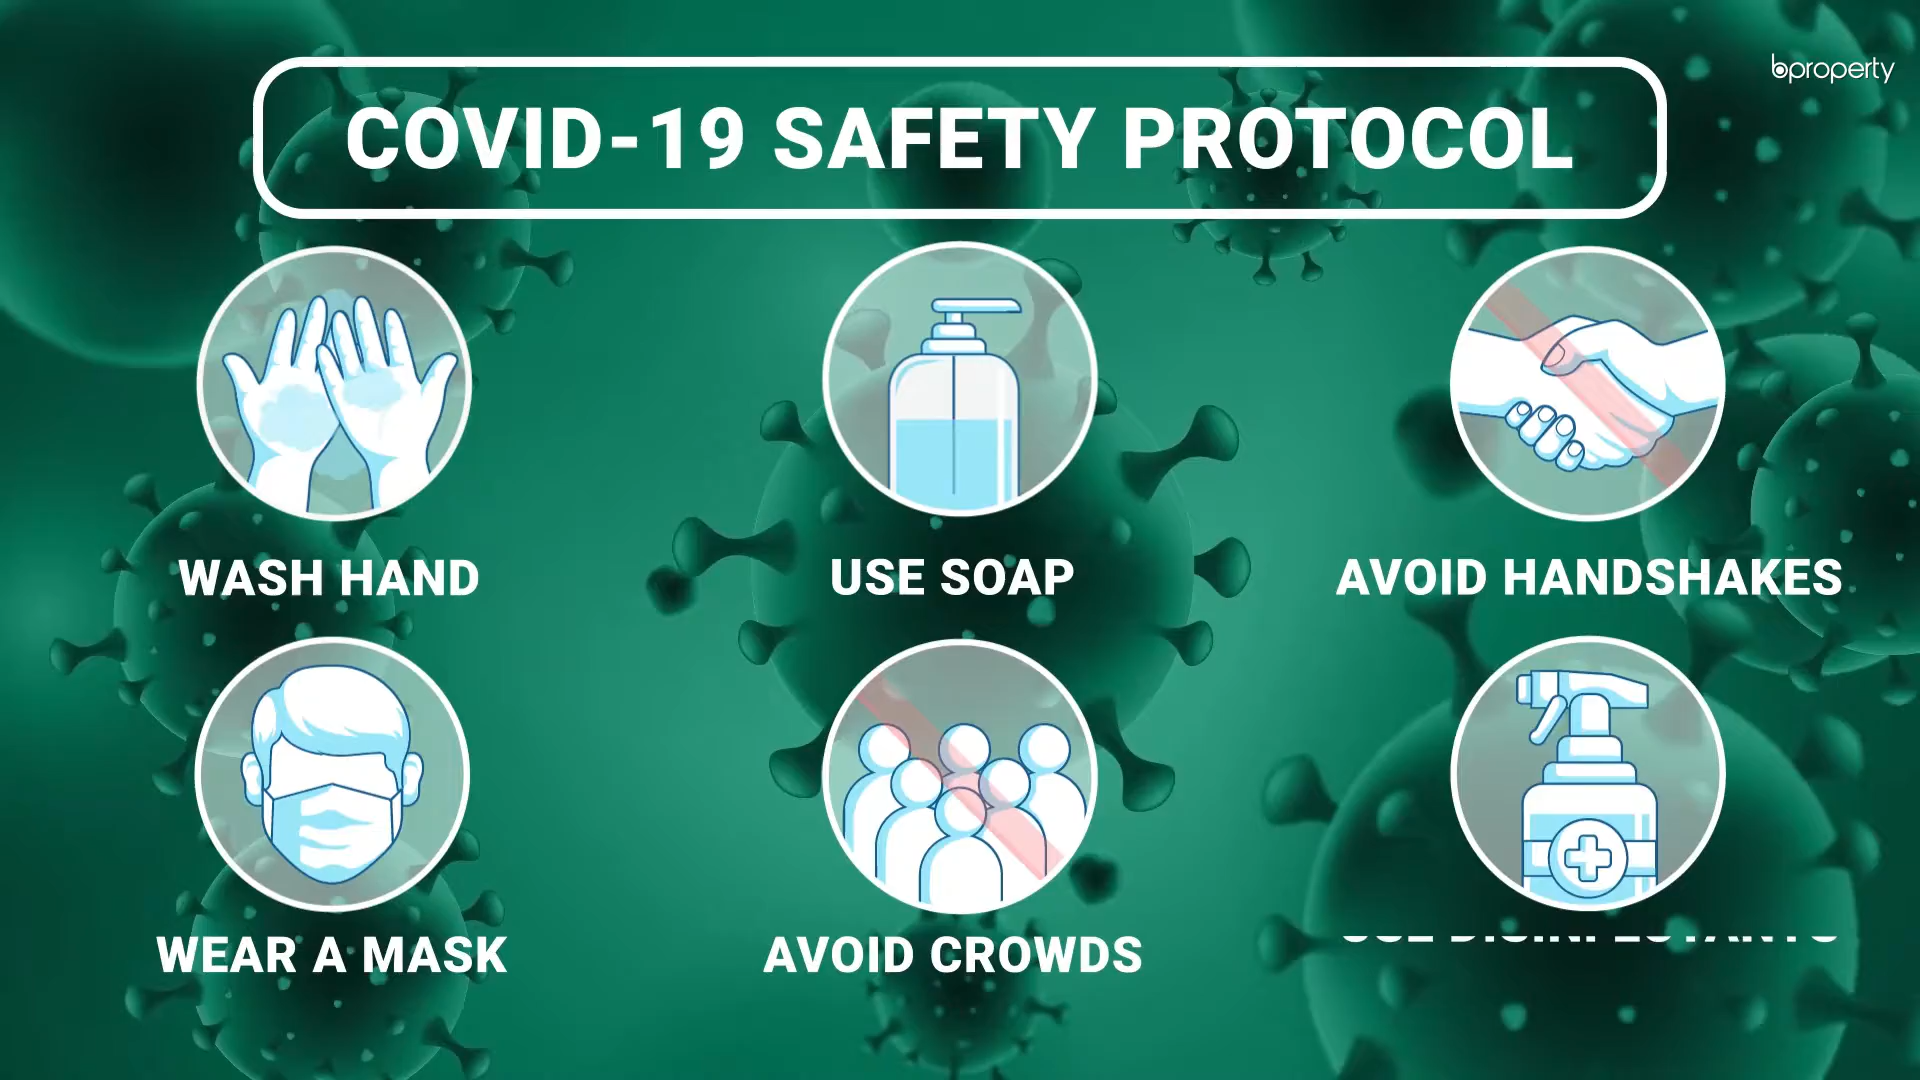 bproperty
COVID-19 SAFETY PROTOCOL
WASH HAND
USE SOAP
AVOID HANDSHAKES
WEAR A MASK
AVOID CROWDS